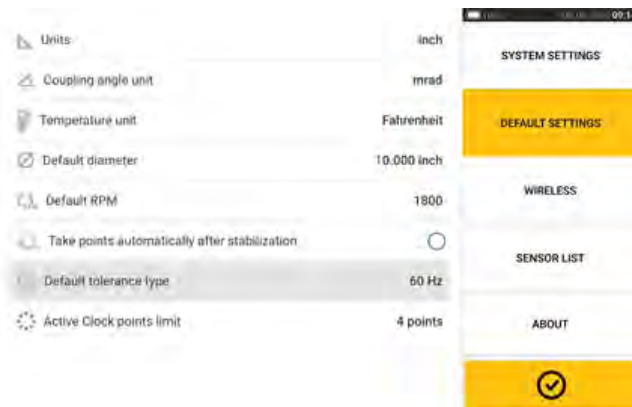 09:1
Units inch
SYSTEM SETTINGS
Coupling angle unit mrad
Temperature unit Fahrenheit
DEFAULT SETTINGS
Default diameter 10.000 inch
Default RPM 1800
WIRELESS
Take points automatically after stabilization
SENSOR LIST
Default tolerance type 60 Hz
Active Clock points limit 4 points
ABOUT